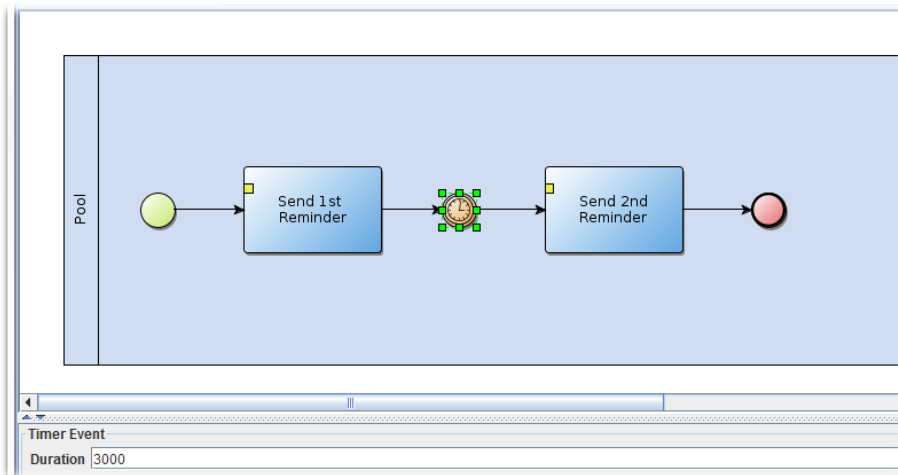 Pool
Send 1st
Reminder
Send 2nd
Reminder
Timer Event
Duration 3000